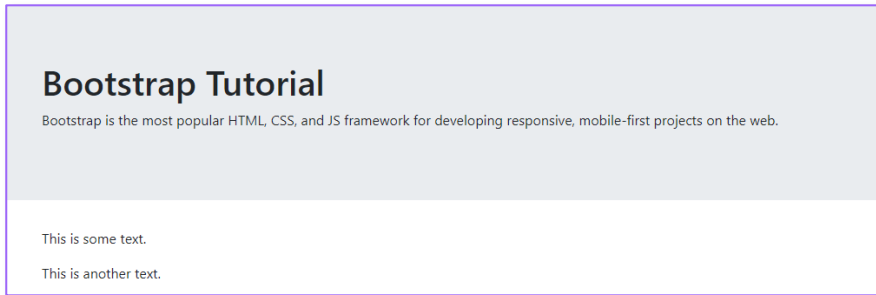 Bootstrap Tutorial
Bootstrap is the most popular HTML, CSS, and JS framework for developing responsive, mobile-first projects on the web.
This is some text.
This is another text.